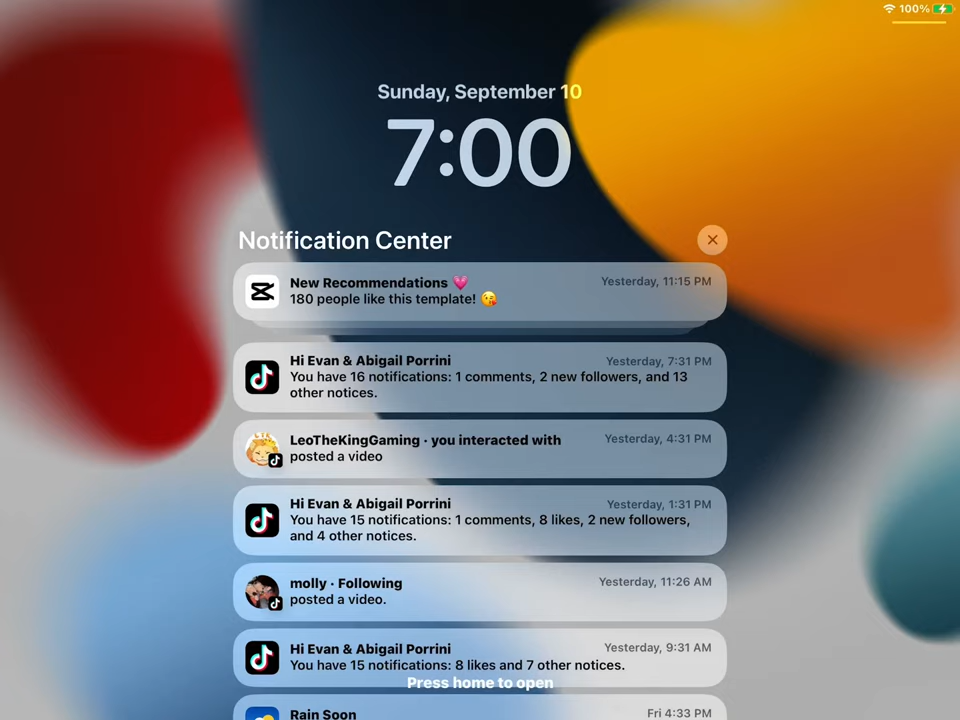 100%
Sunday, September 10
7:00
Notification Center
New Recommendations 💗
Yesterday, 11:15 PM
180 people like this template! 😘
Hi Evan & Abigail Porrini
Yesterday, 7:31 PM
You have 16 notifications: 1 comments, 2 new followers, and 13
other notices.
LeoTheKingGaming · you interacted with
Yesterday, 4:31 PM
posted a video
Hi Evan & Abigail Porrini
Yesterday, 1:31 PM
You have 15 notifications: 1 comments, 8 likes, 2 new followers,
and 4 other notices.
molly · Following
Yesterday, 11:26 AM
posted a video.
Hi Evan & Abigail Porrini
Yesterday, 9:31 AM
You have 15 notifications: 8 likes and 7 other notices.
Press home to open
Rain Soon
Fri 4:33 PM